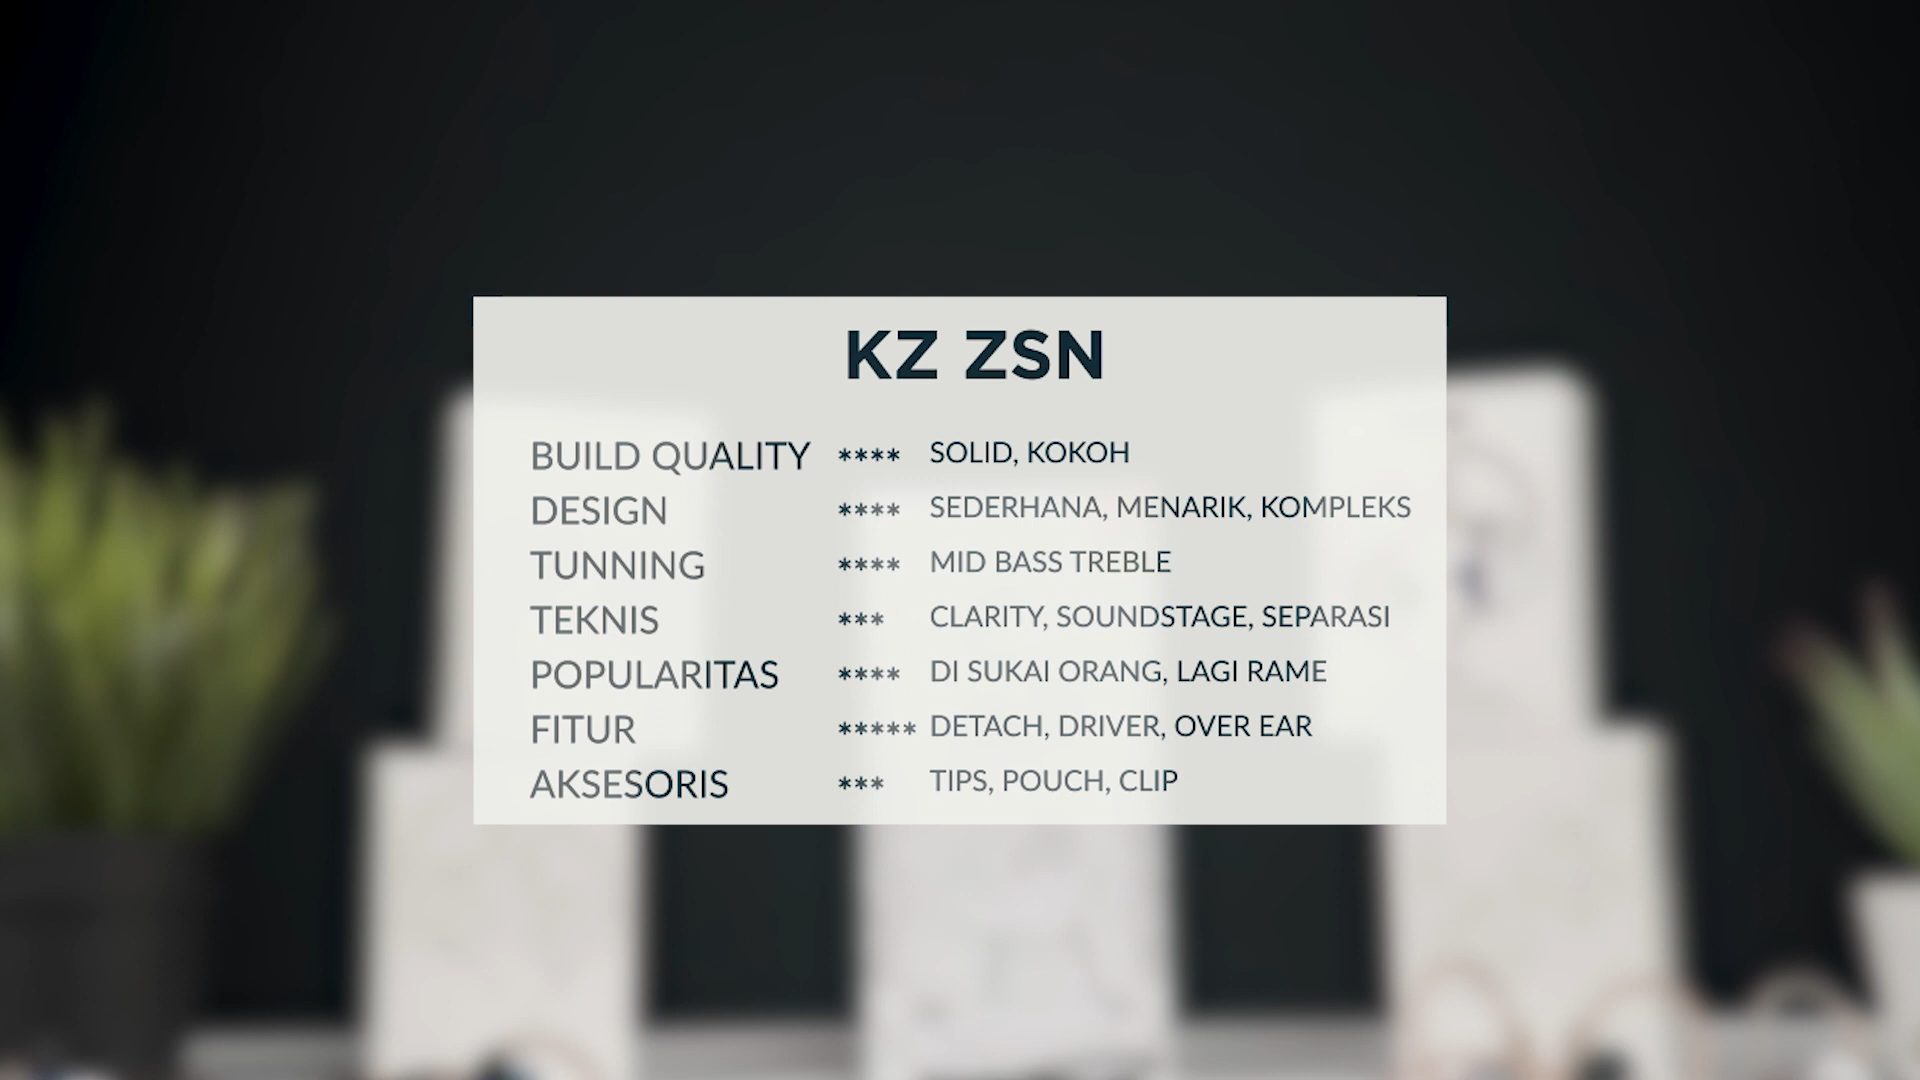 KZ ZSN
BUILD QUALITY **** SOLID, KOKOH
DESIGN **** SEDERHANA, MENARIK, KOMPLEKS
TUNNING **** MID BASS TREBLE
TEKNIS *** CLARITY, SOUNDSTAGE, SEPARASI
POPULARITAS **** DI SUKAI ORANG, LAGI RAME
FITUR ***** DETACH, DRIVER, OVER EAR
AKSESORIS *** TIPS, POUCH, CLIP